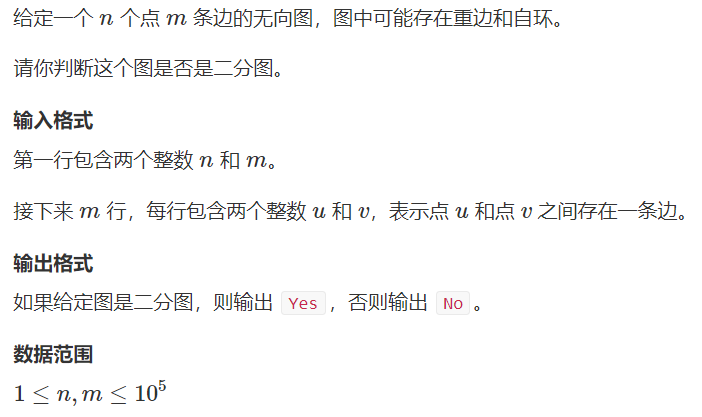 给定一个 n 个点 m 条边的无向图，图中可能存在重边和自环。
请你判断这个图是否是二分图。
输入格式
第一行包含两个整数 n 和 m。
接下来 m 行，每行包含两个整数 u 和 v，表示点 u 和点 v 之间存在一条边。
输出格式
如果给定图是二分图，则输出 Yes ，否则输出 No 。
数据范围
1 ≤ n, m ≤ 10⁵